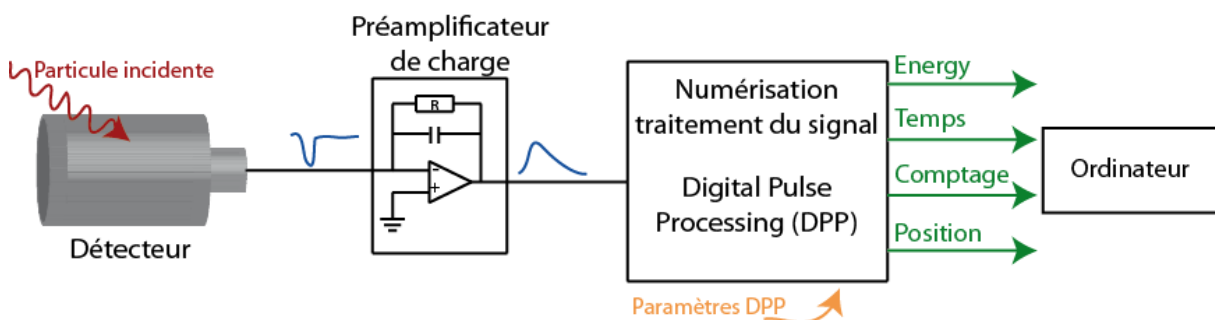 Particule incidente
Détecteur
Préamplificateur
de charge
R
-
+
Numérisation
traitement du signal
Digital Pulse
Processing (DPP)
Paramètres DPP
Energy
Temps
Comptage
Position
Ordinateur